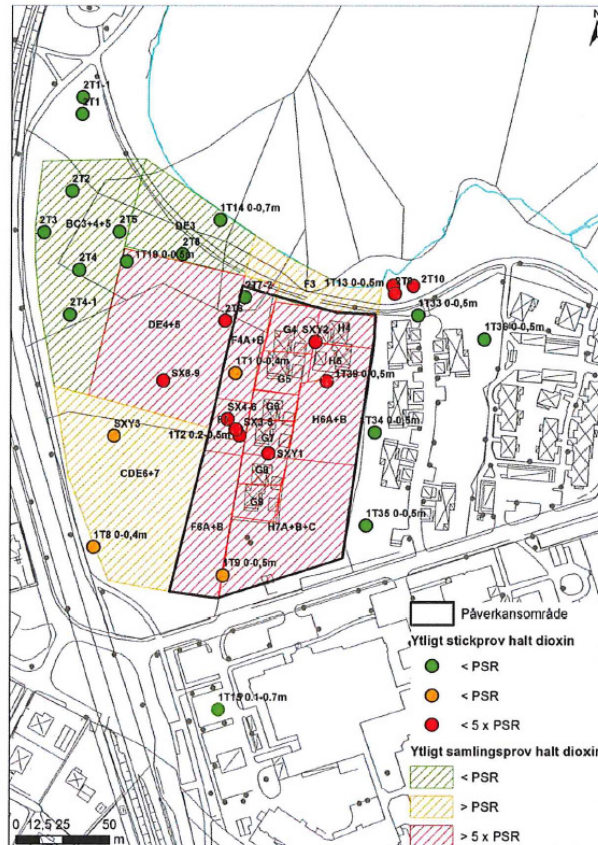 N
2T1-1
2T1
2T2
BC3+4+5
2T3
2T5
DE3
1T14 0-0,7m
2T6
2T4
1T10 0-0,5m
F3
1T13 0-0,5m
2T9
2T10
2T7-2
2T4-1
2T8
1T33 0-0,5m
DE4+5
G4
SXY2
H4
F4A+B
1T36 0-0,5m
H5
1T1 0-0,4m
SX8-9
G5
1T39 0-0,5m
SX4-6
G6
H6A+B
SXY3
SX3-5
1T2 0.2-0,5m
G7
1T34 0-0,5m
SXY1
CDE6+7
G8
G9
F6A+B
H7A+B+C
1T35 0-0,5m
1T8 0-0,4m
1T9 0-0,5m
1T15 0.1-0.7m
Påverkansområde
Ytligt stickprov halt dioxin
< PSR
< PSR
< 5 x PSR
Ytligt samlingsprov halt dioxin
< PSR
> PSR
> 5 x PSR
0 12,5 25 50
m